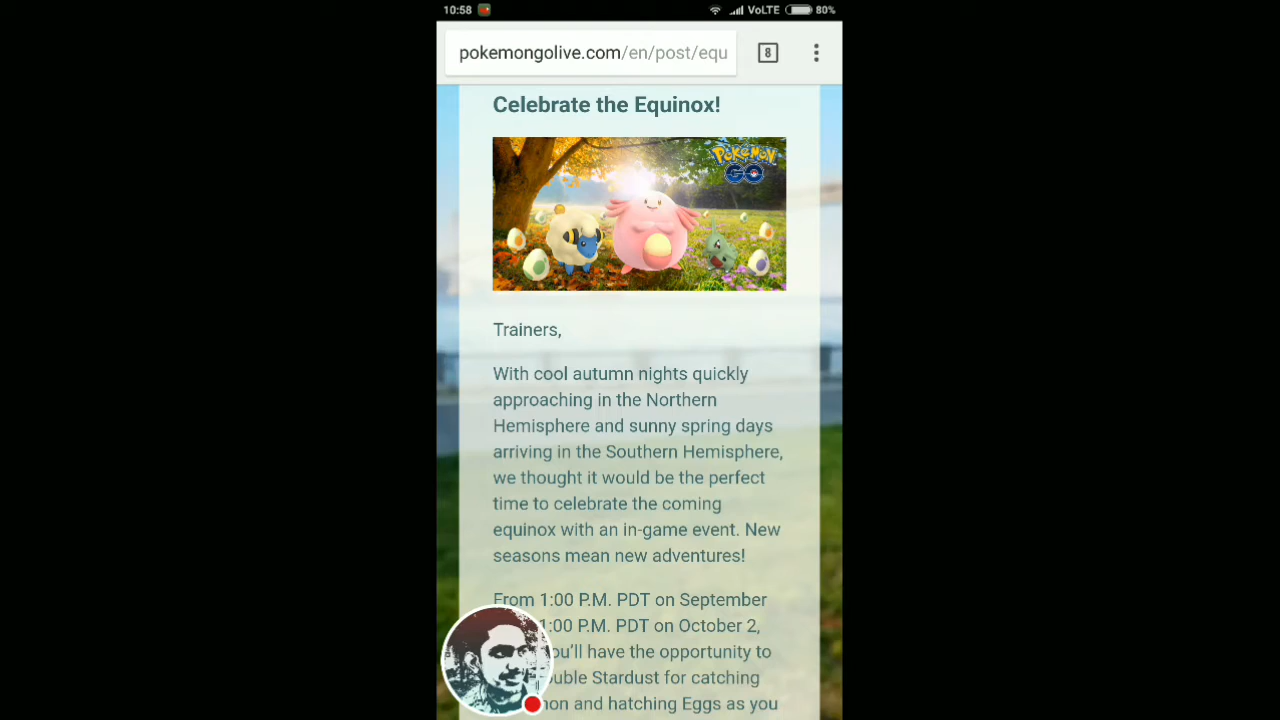 10:58 VoLTE 80%
pokemongolive.com/en/post/equ 8
Celebrate the Equinox!
POKÉMON
GO
Trainers,
With cool autumn nights quickly
approaching in the Northern
Hemisphere and sunny spring days
arriving in the Southern Hemisphere,
we thought it would be the perfect
time to celebrate the coming
equinox with an in-game event. New
seasons mean new adventures!
From 1:00 P.M. PDT on September
1:00 P.M. PDT on October 2,
ou'll have the opportunity to
uble Stardust for catching
non and hatching Eggs as you